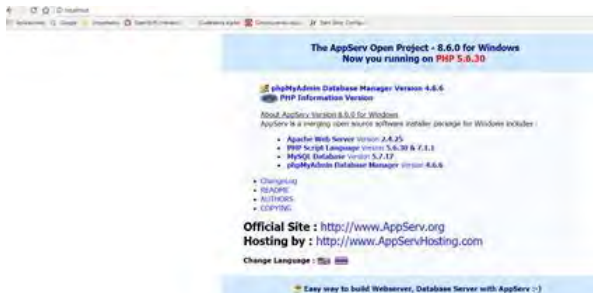 localhost
Google
The AppServ Open Project - 8.6.0 for Windows
Now you running on PHP 5.6.30
phpMyAdmin Database Manager Version 4.6.6
PHP Information Version
About AppServ Version 8.6.0 for Windows
AppServ is a merging open source software installer package for Windows includes :
Apache Web Server Version 2.4.25
PHP Script Language Version 5.6.30 & 7.1.1
MySQL Database Version 5.7.17
phpMyAdmin Database Manager Version 4.6.6
ChangeLog
README
AUTHORS
COPYING
Official Site : http://www.AppServ.org
Hosting by : http://www.AppServHosting.com
Change Language :
Easy way to build Webserver, Database Server with AppServ :-)